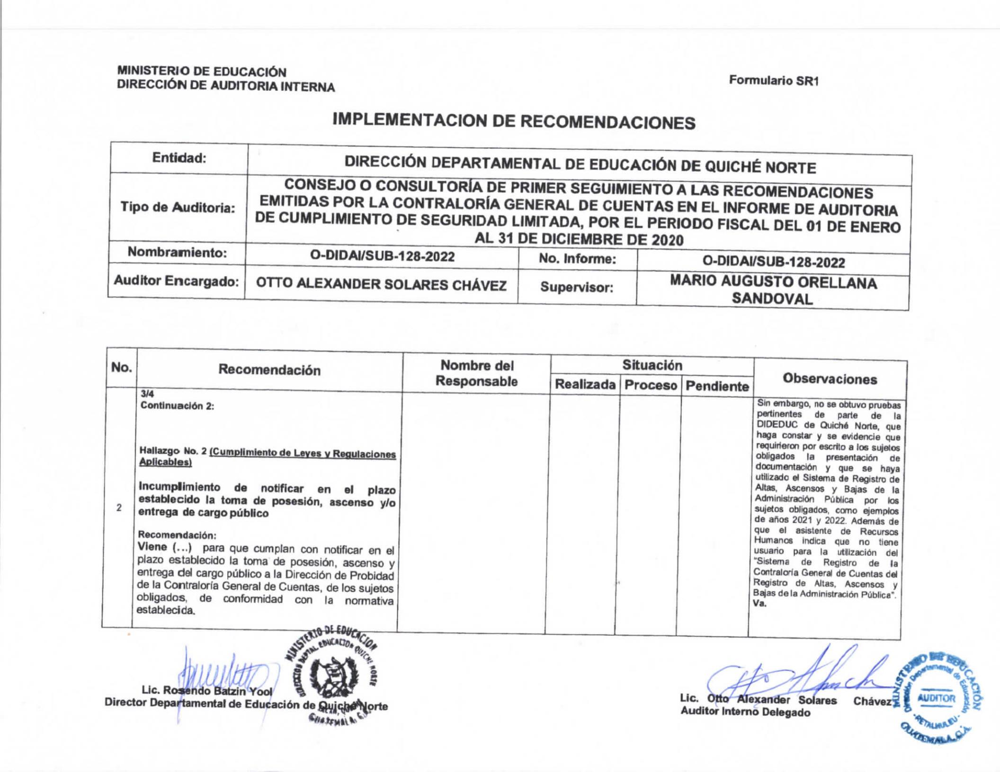 MINISTERIO DE EDUCACIÓN
DIRECCIÓN DE AUDITORIA INTERNA
Formulario SR1
IMPLEMENTACION DE RECOMENDACIONES
Entidad:
DIRECCIÓN DEPARTAMENTAL DE EDUCACIÓN DE QUICHÉ NORTE
Tipo de Auditoria:
CONSEJO O CONSULTORÍA DE PRIMER SEGUIMIENTO A LAS RECOMENDACIONES
EMITIDAS POR LA CONTRALORÍA GENERAL DE CUENTAS EN EL INFORME DE AUDITORIA
DE CUMPLIMIENTO DE SEGURIDAD LIMITADA, POR EL PERIODO FISCAL DEL 01 DE ENERO
AL 31 DE DICIEMBRE DE 2020
Nombramiento:
O-DIDAI/SUB-128-2022
No. Informe:
O-DIDAI/SUB-128-2022
Auditor Encargado:
OTTO ALEXANDER SOLARES CHÁVEZ
Supervisor:
MARIO AUGUSTO ORELLANA
SANDOVAL
No.
Recomendación
Nombre del
Responsable
Situación
Realizada
Proceso
Pendiente
Observaciones
2
3/4
Continuación 2:
Hallazgo No. 2 (Cumplimiento de Leyes y Regulaciones
Aplicables)
Incumplimiento de notificar en el plazo
establecido la toma de posesión, ascenso y/o
entrega de cargo público
Recomendación:
Viene (...) para que cumplan con notificar en el
plazo establecido la toma de posesión, ascenso y
entrega del cargo público a la Dirección de Probidad
de la Contraloría General de Cuentas, de los sujetos
obligados, de conformidad con la normativa
establecida.
Sin embargo, no se obtuvo pruebas
pertinentes de parte de la
DIDEDUC de Quiché Norte, que
haga constar y se evidencie que
requirieron por escrito a los sujetos
obligados la presentación de
documentación y que se haya
utilizado el Sistema de Registro de
Altas, Ascensos y Bajas de la
Administración Pública por los
sujetos obligados, como ejemplos
de años 2021 y 2022. Además de
que el asistente de Recursos
Humanos indica que no tiene
usuario para la utilización del
"Sistema de Registro de la
Contraloría General de Cuentas del
Registro de Altas, Ascensos y
Bajas de la Administración Pública".
Va.
MINISTERIO DE EDUCACION
DIRECCION DEPTAL EDUCACION QUICHE NORTE
GUATEMALA, C.A.
Lic. Rosendo Batzin Yool
Director Departamental de Educación de Quiché Norte
Lic. Otto Alexander Solares Chávez
Auditor Interno Delegado
MINISTERIO DE EDUCACIÓN
Dirección Departamental de Educación
AUDITOR
- RETALHULEU -
GUATEMALA, C.A.